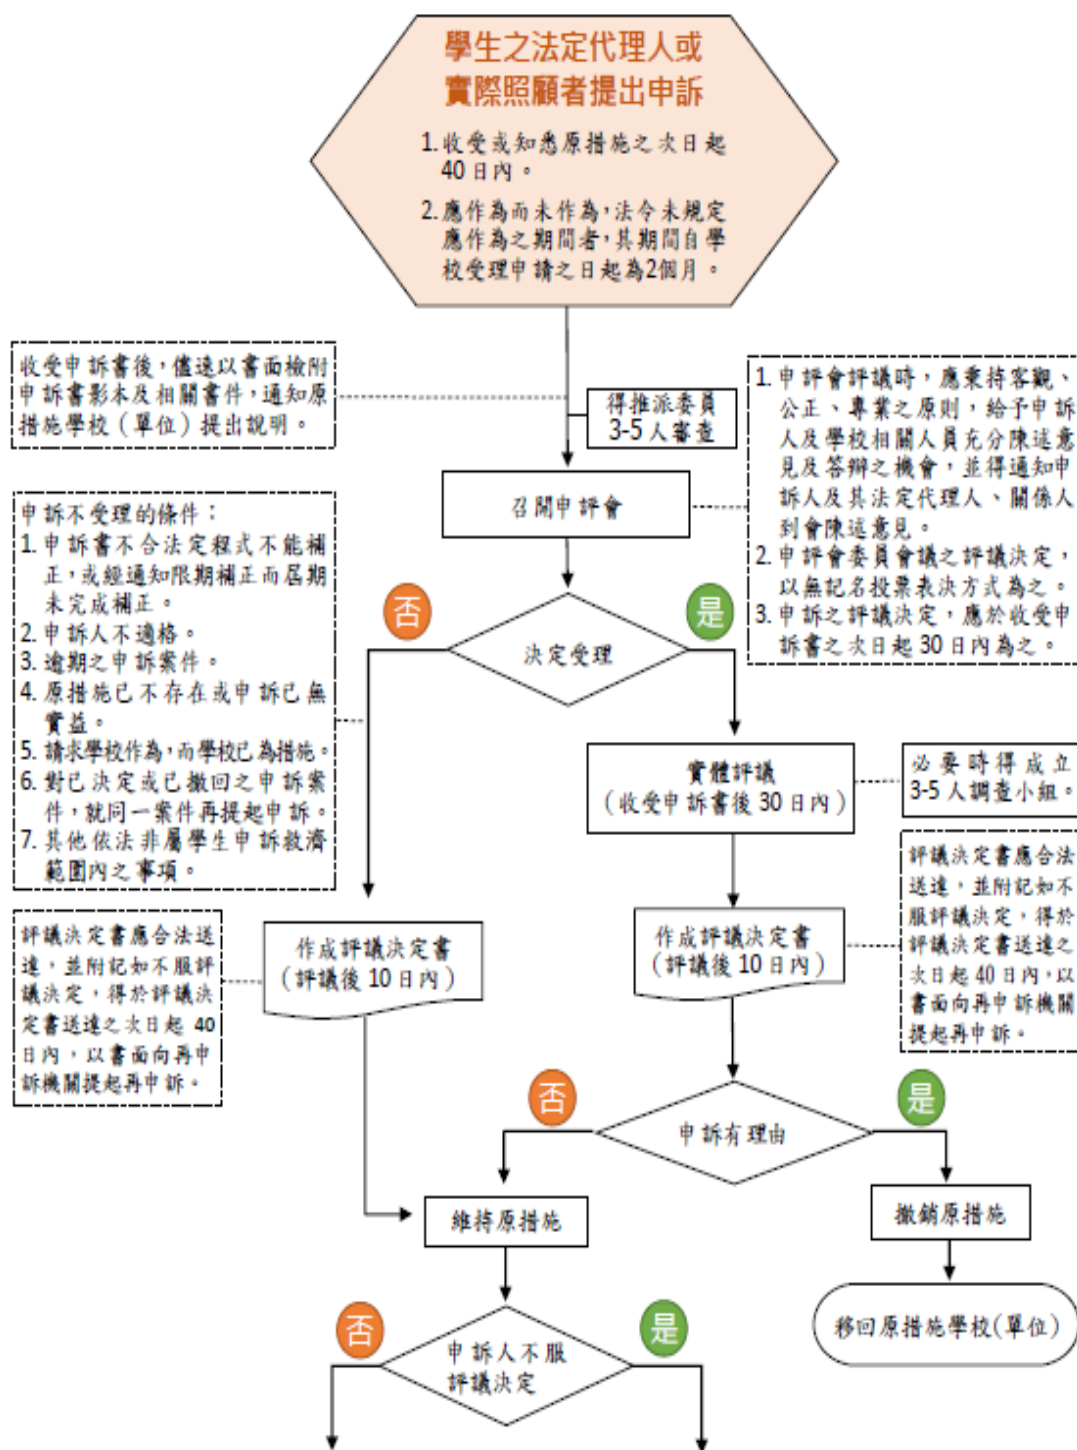 學生之法定代理人或
實際照顧者提出申訴
1. 收受或知悉原措施之次日起
40 日內。
2. 應作為而未作為，法令未規定
應作為之期間者，其期間自學
校受理申請之日起為2個月。
收受申訴書後，儘速以書面檢附
申訴書影本及相關書件，通知原
措施學校（單位）提出說明。
得推派委員
3-5 人審查
1. 申評會評議時，應秉持客觀、
公正、專業之原則，給予申訴
人及學校相關人員充分陳述意
見及答辯之機會，並得通知申
訴人及其法定代理人、關係人
到會陳述意見。
2. 申評會委員會議之評議決定，
以無記名投票表決方式為之。
3. 申訴之評議決定，應於收受申
訴書之次日起 30 日內為之。
召開申評會
申訴不受理的條件：
1. 申訴書不合法定程式不能補
正，或經通知限期補正而屆期
未完成補正。
2. 申訴人不適格。
3. 逾期之申訴案件。
4. 原措施已不存在或申訴已無
實益。
5. 請求學校作為，而學校已為措施。
6. 對已決定或已撤回之申訴案
件，就同一案件再提起申訴。
7. 其他依法非屬學生申訴救濟
範圍內之事項。
否
是
決定受理
實體評議
（收受申訴書後 30 日內）
必要時得成立
3-5 人調查小組。
評議決定書應合法送
達，並附記如不服評
議決定，得於評議決
定書送達之次日起 40
日內，以書面向再申
訴機關提起再申訴。
作成評議決定書
（評議後 10 日內）
作成評議決定書
（評議後 10 日內）
評議決定書應合法
送達，並附記如不
服評議決定，得於
評議決定書送達之
次日起 40 日內，以
書面向再申訴機關
提起再申訴。
否
是
申訴有理由
維持原措施
撤銷原措施
移回原措施學校(單位)
否
是
申訴人不服
評議決定